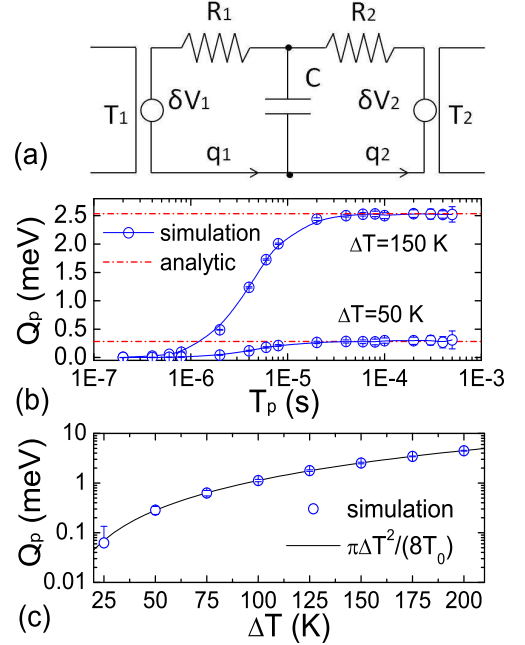 R₁ R₂
C
T₁ δV₁ δV₂ T₂
q₁ q₂
(a)
2.5
2.0
1.5
1.0
0.5
0.0
Qₚ (meV)
simulation
analytic
ΔT=150 K
ΔT=50 K
1E-7 1E-6 1E-5 1E-4 1E-3
Tₚ (s)
(b)
10
1
0.1
0.01
Qₚ (meV)
simulation
πΔT²/(8T₀)
25 50 75 100 125 150 175 200
ΔT (K)
(c)